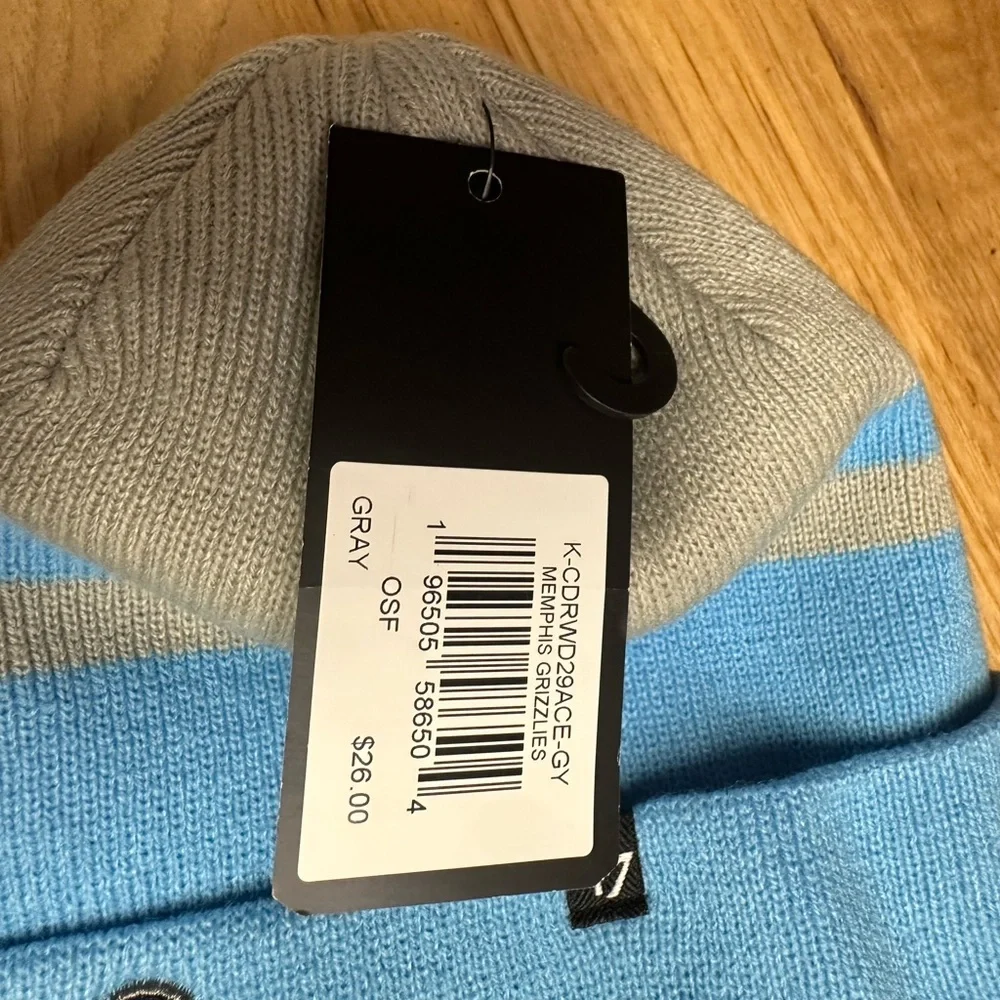 K-CDRWD29ACE-GY
MEMPHIS GRIZZLIES
1 96505 58650 4
OSF
GRAY $26.00